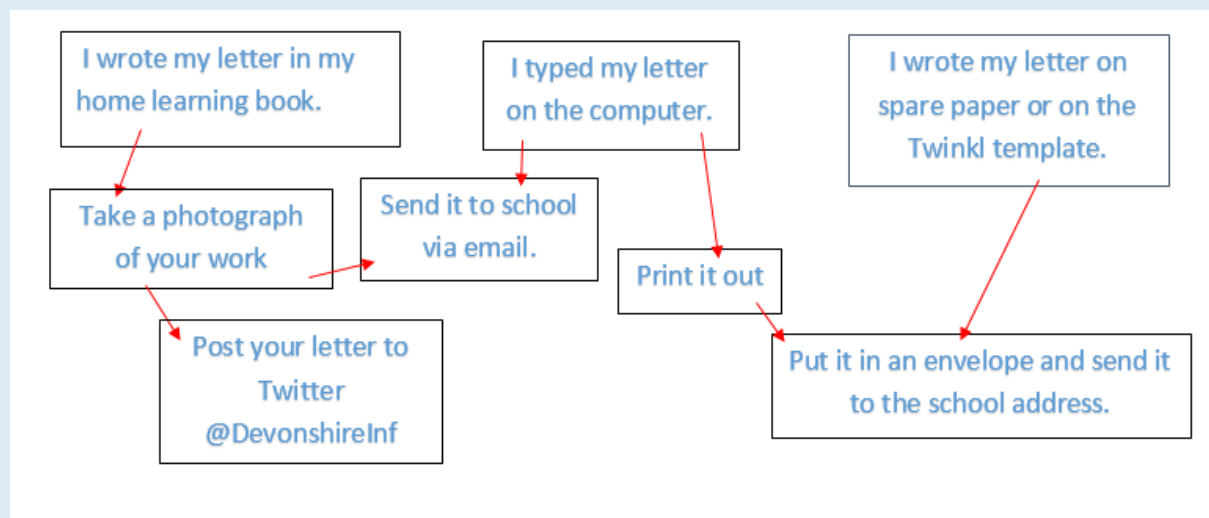 I wrote my letter in my
home learning book.
I typed my letter
on the computer.
I wrote my letter on
spare paper or on the
Twinkl template.
Take a photograph
of your work
Send it to school
via email.
Print it out
Post your letter to
Twitter
@DevonshireInf
Put it in an envelope and send it
to the school address.